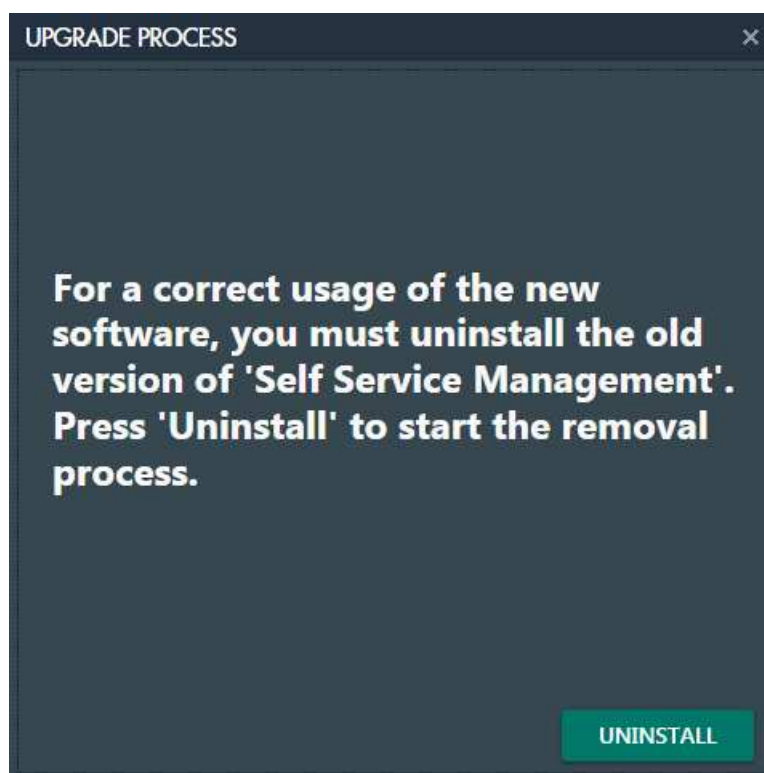 UPGRADE PROCESS ×
For a correct usage of the new
software, you must uninstall the old
version of 'Self Service Management'.
Press 'Uninstall' to start the removal
process.
UNINSTALL